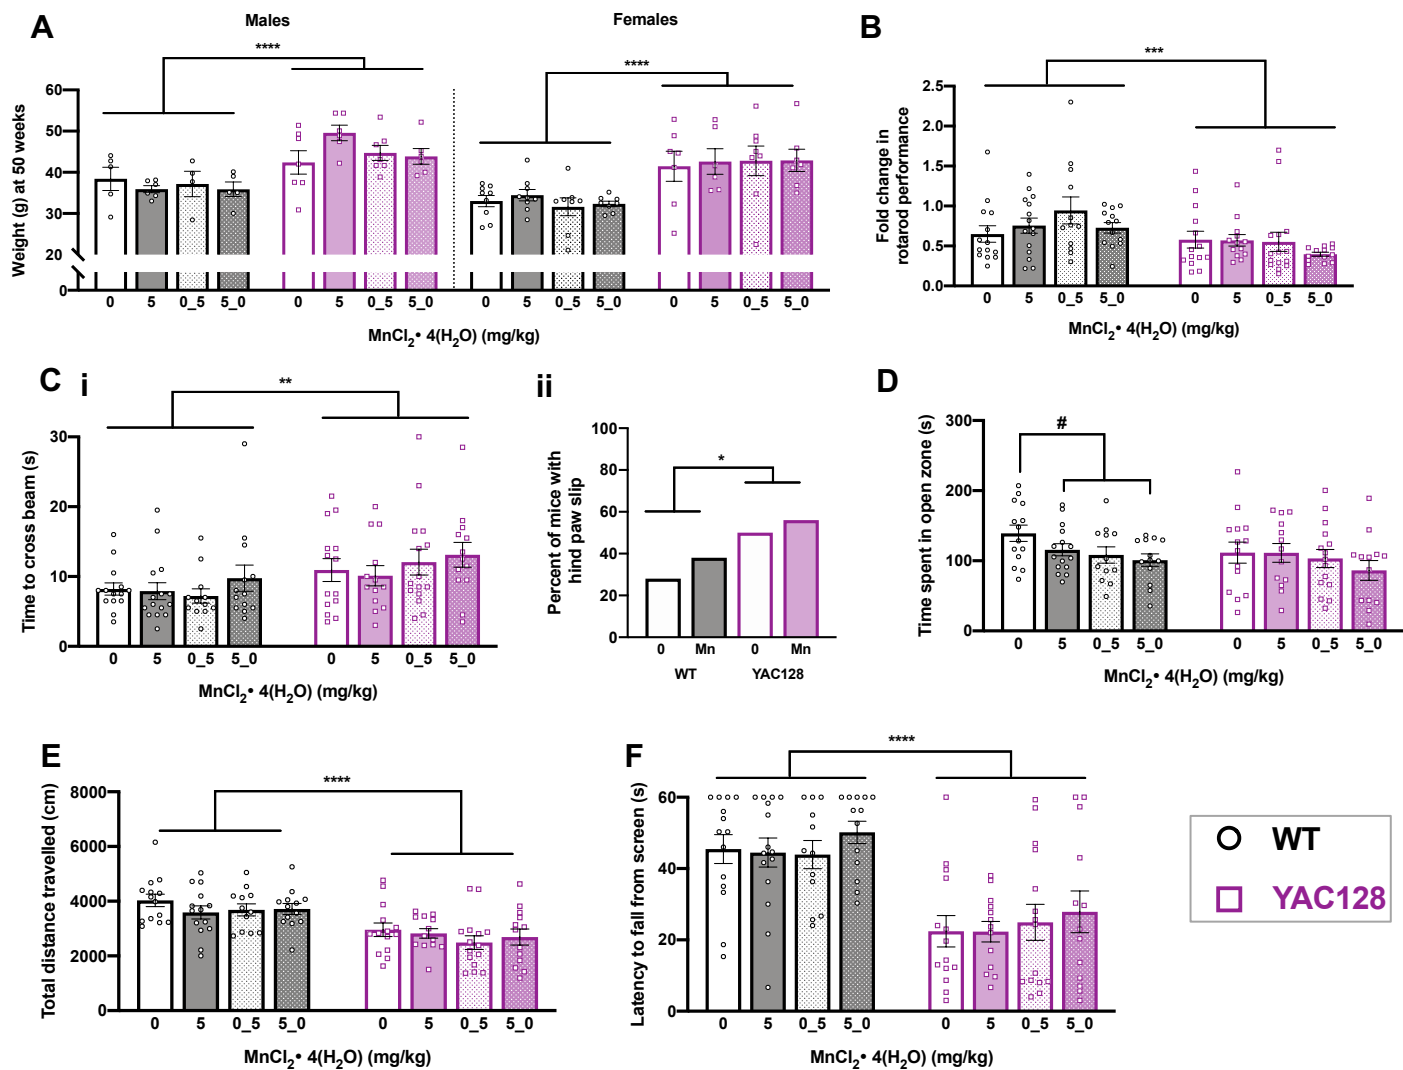 A
Males
Females
****
****
Weight (g) at 50 weeks
60
50
40
30
20
0
0 5 0_5 5_0 0 5 0_5 5_0 0 5 0_5 5_0 0 5 0_5 5_0
MnCl2• 4(H2O) (mg/kg)
B
***
Fold change in
rotarod performance
2.5
2.0
1.5
1.0
0.5
0.0
0 5 0_5 5_0 0 5 0_5 5_0
MnCl2• 4(H2O) (mg/kg)
C i
**
Time to cross beam (s)
30
20
10
0
0 5 0_5 5_0 0 5 0_5 5_0
MnCl2• 4(H2O) (mg/kg)
ii
*
Percent of mice with
hind paw slip
100
80
60
40
20
0
0 Mn 0 Mn
WT YAC128
D
#
Time spent in open zone (s)
300
200
100
0
0 5 0_5 5_0 0 5 0_5 5_0
MnCl2• 4(H2O) (mg/kg)
E
****
Total distance travelled (cm)
8000
6000
4000
2000
0
0 5 0_5 5_0 0 5 0_5 5_0
MnCl2• 4(H2O) (mg/kg)
F
****
Latency to fall from screen (s)
60
40
20
0
0 5 0_5 5_0 0 5 0_5 5_0
MnCl2• 4(H2O) (mg/kg)
WT
YAC128